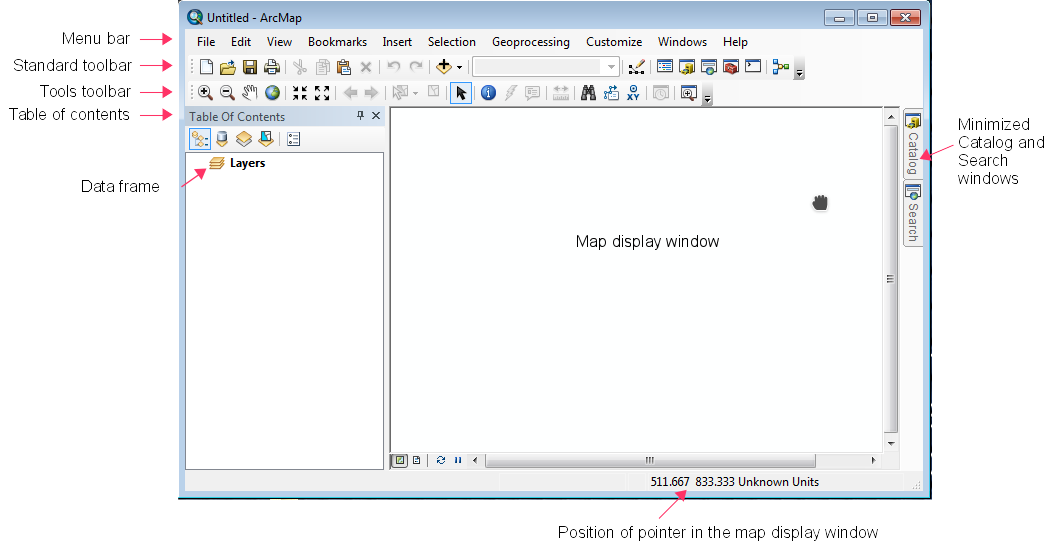 Untitled - ArcMap
Menu bar
File Edit View Bookmarks Insert Selection Geoprocessing Customize Windows Help
Standard toolbar
Tools toolbar
XY
Table of contents
Table Of Contents
Layers
Data frame
Map display window
Catalog
Search
Minimized
Catalog and
Search
windows
511.667 833.333 Unknown Units
Position of pointer in the map display window